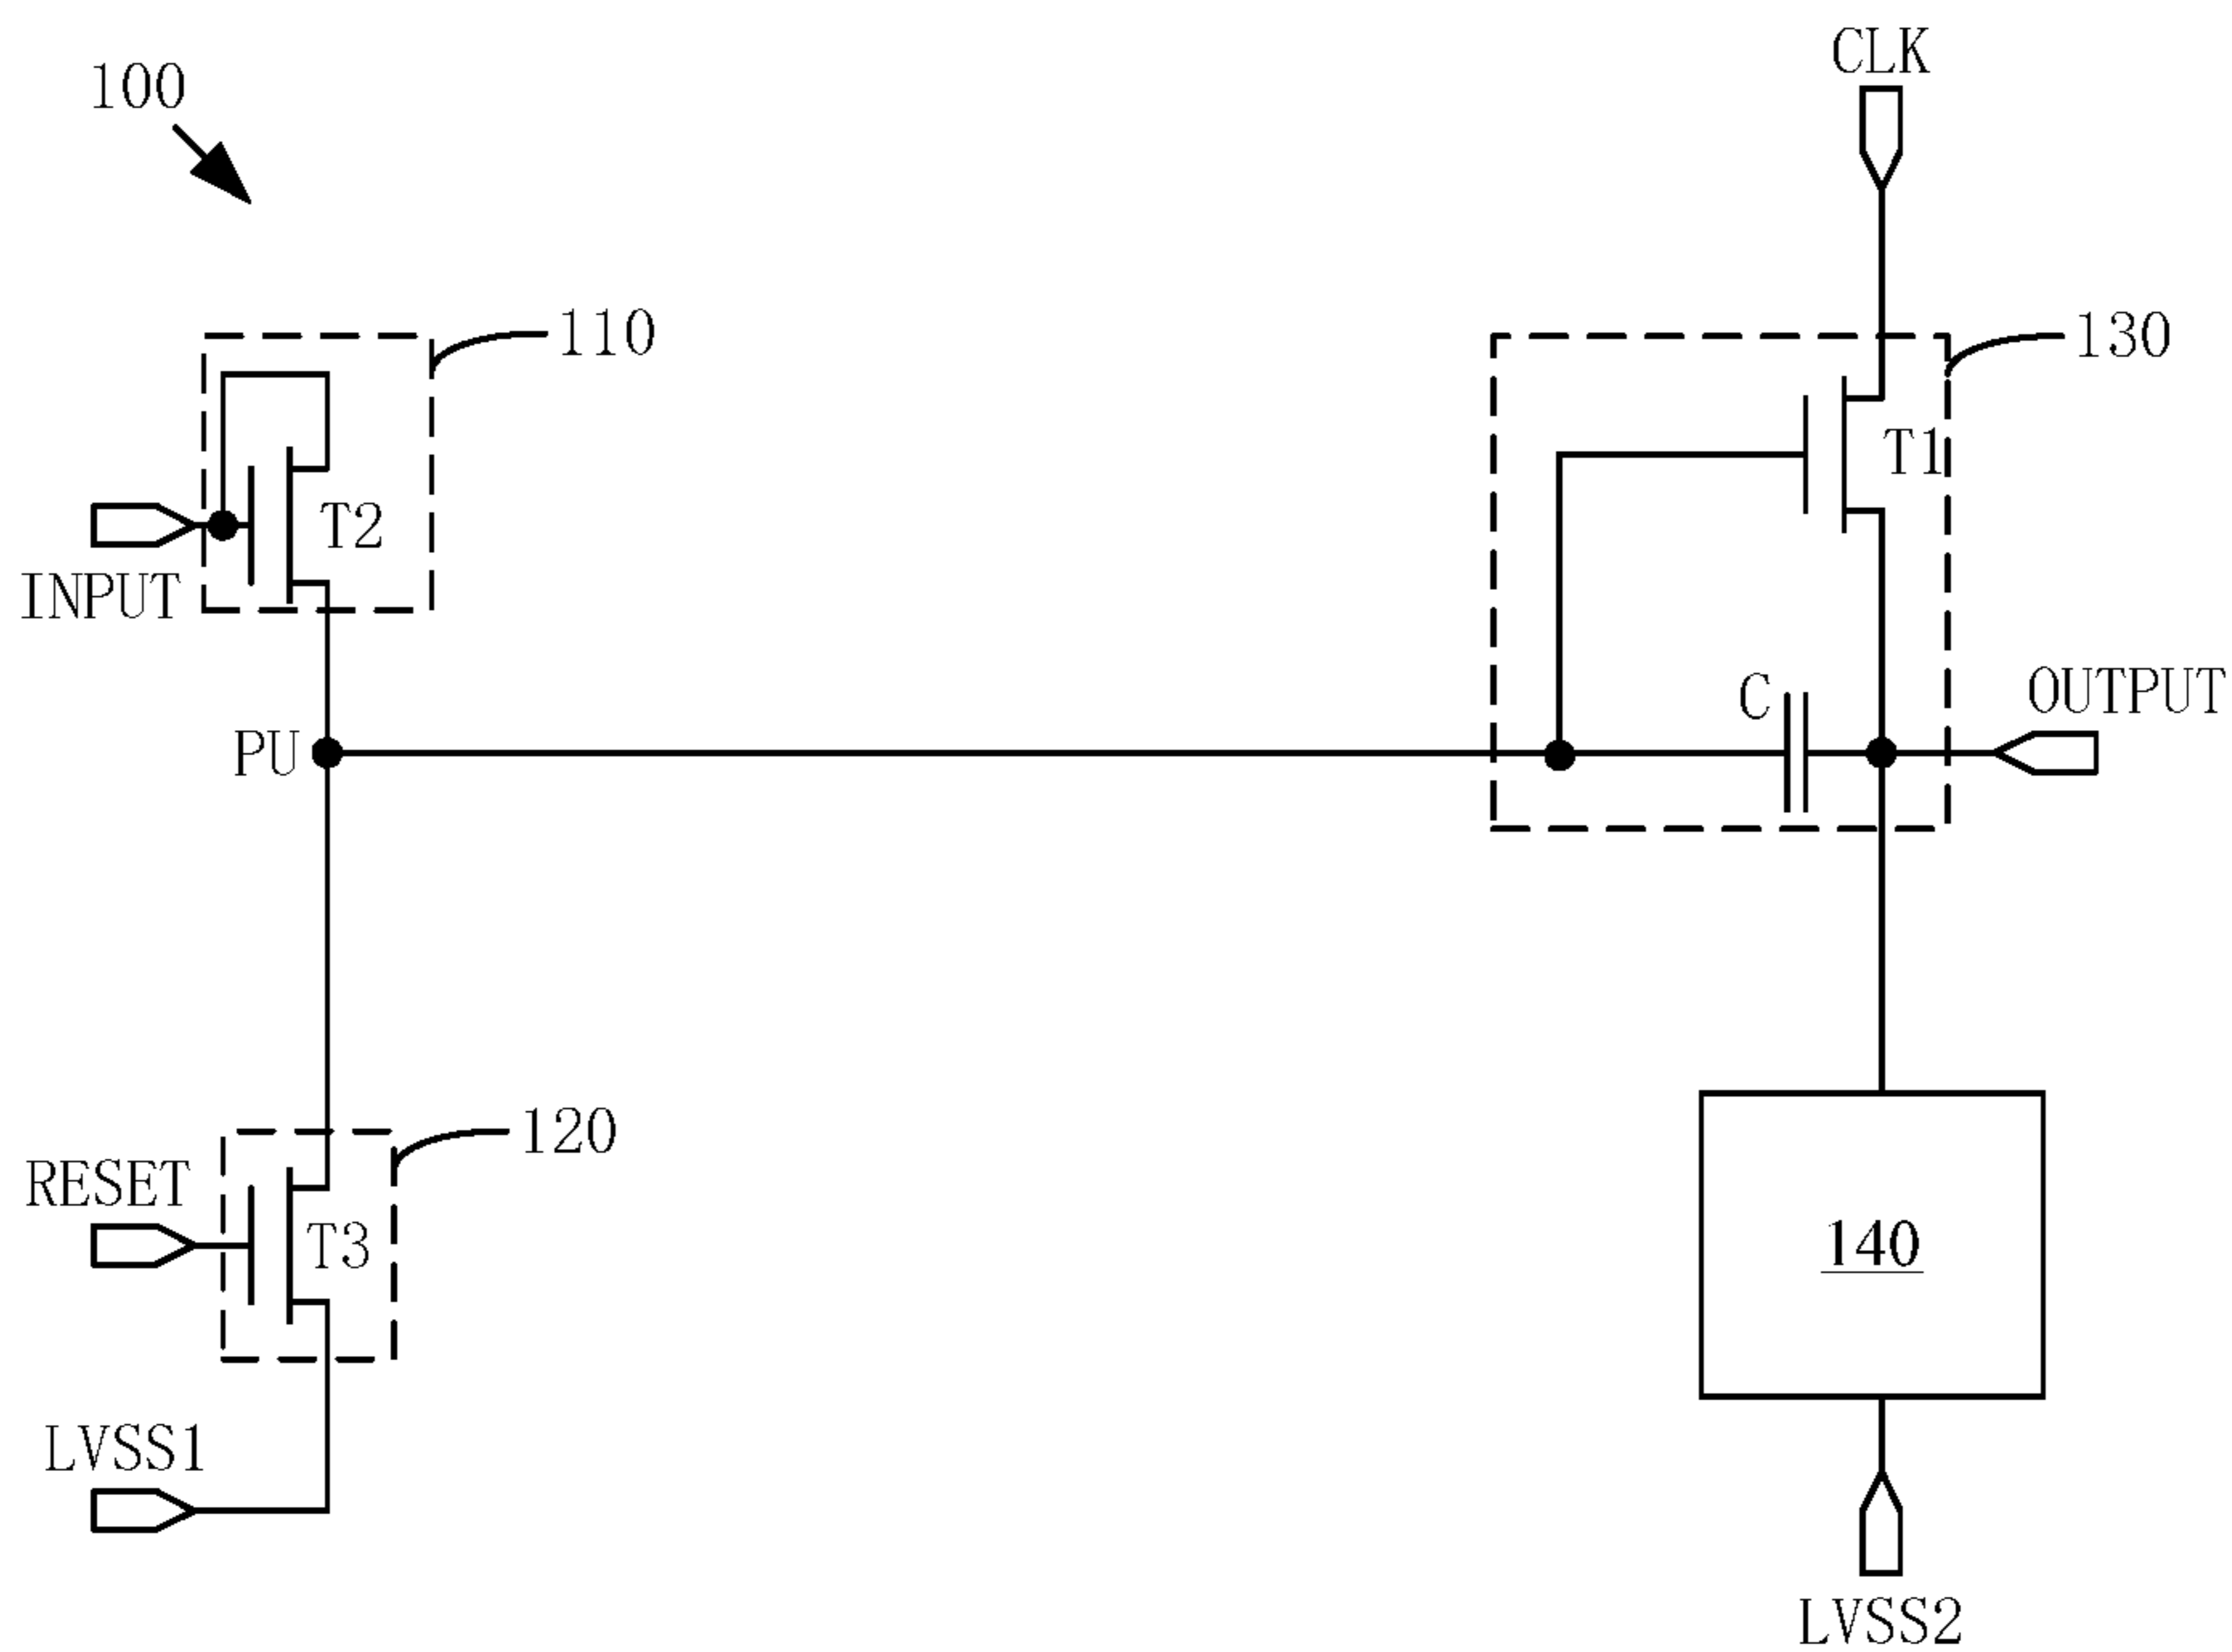 CLK
100
110
130
T1
T2
INPUT
C
OUTPUT
PU
120
RESET
T3
140
LVSS1
LVSS2